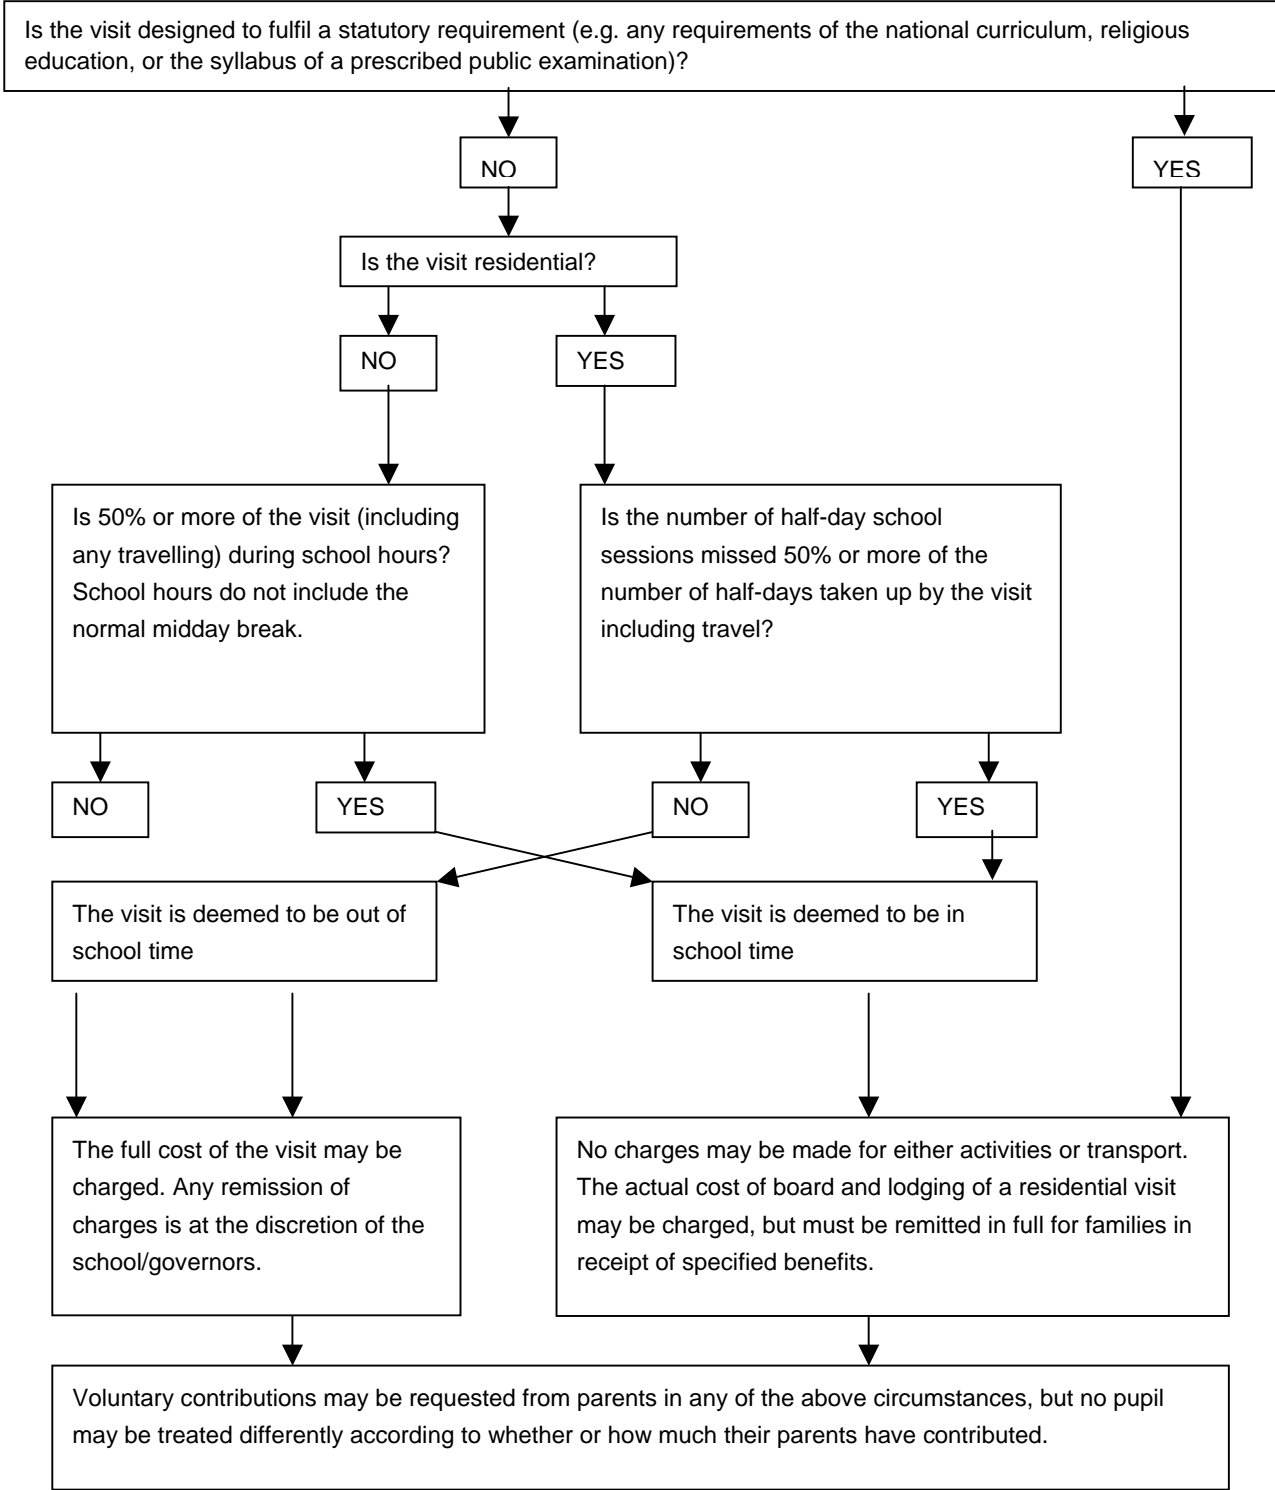 Is the visit designed to fulfil a statutory requirement (e.g. any requirements of the national curriculum, religious
education, or the syllabus of a prescribed public examination)?
NO
YES
Is the visit residential?
NO
YES
Is 50% or more of the visit (including
any travelling) during school hours?
School hours do not include the
normal midday break.
Is the number of half-day school
sessions missed 50% or more of the
number of half-days taken up by the visit
including travel?
NO
YES
NO
YES
The visit is deemed to be out of
school time
The visit is deemed to be in
school time
The full cost of the visit may be
charged. Any remission of
charges is at the discretion of the
school/governors.
No charges may be made for either activities or transport.
The actual cost of board and lodging of a residential visit
may be charged, but must be remitted in full for families in
receipt of specified benefits.
Voluntary contributions may be requested from parents in any of the above circumstances, but no pupil
may be treated differently according to whether or how much their parents have contributed.